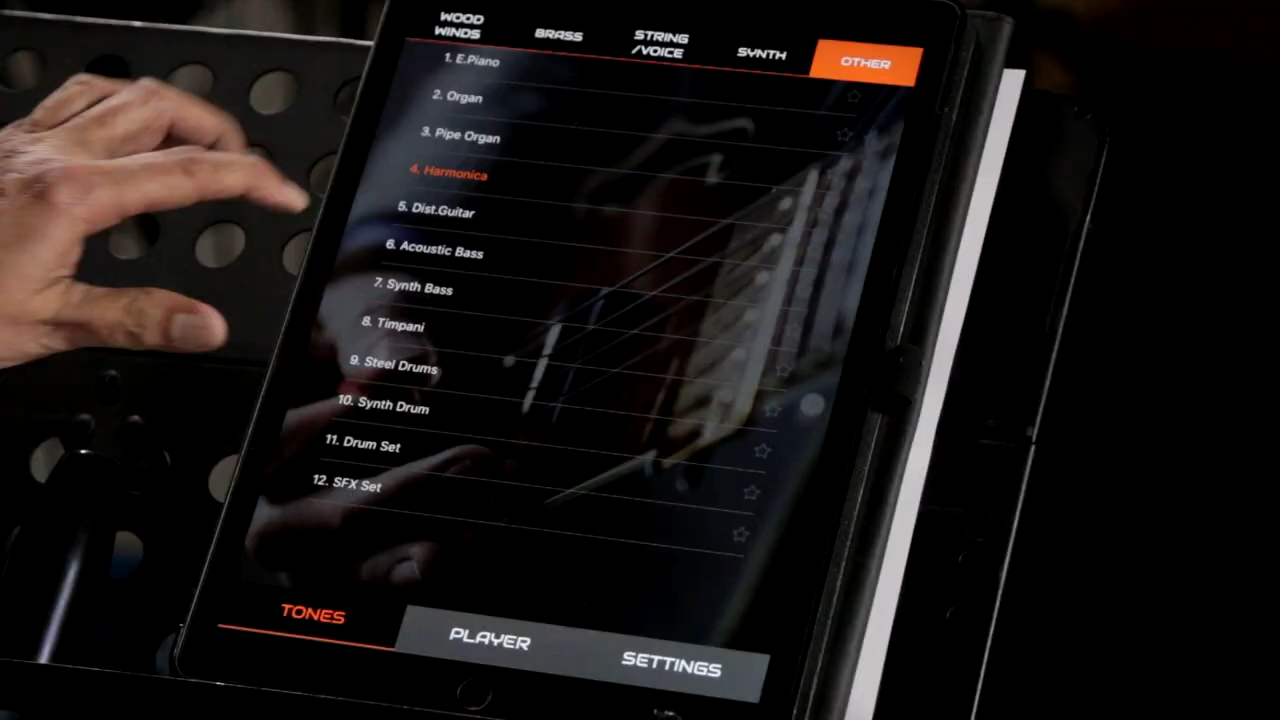 WOOD
WINDS
BRASS
STRING
/VOICE
SYNTH
OTHER
1. E.Piano
2. Organ
3. Pipe Organ
4. Harmonica
5. Dist.Guitar
6. Acoustic Bass
7. Synth Bass
8. Timpani
9. Steel Drums
10. Synth Drum
11. Drum Set
12. SFX Set
TONES
PLAYER
SETTINGS